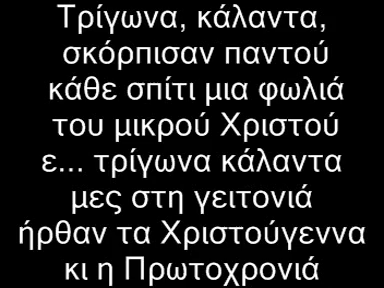 Τρίγωνα, κάλαντα,
σκόρπισαν παντού
κάθε σπίτι μια φωλιά
του μικρού Χριστού
ε... τρίγωνα κάλαντα
μες στη γειτονιά
ήρθαν τα Χριστούγεννα
κι η Πρωτοχρονιά